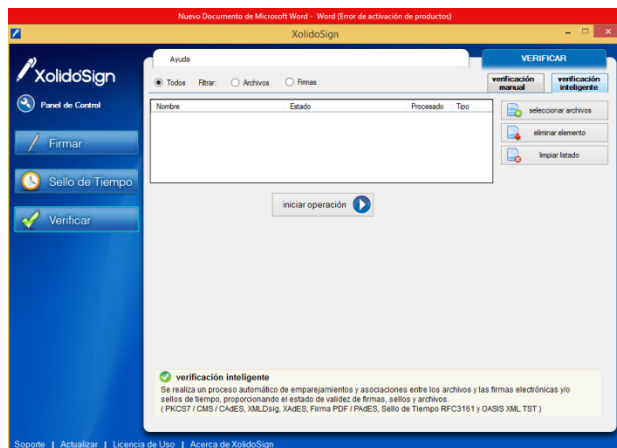 Nuevo Documento de Microsoft Word - Word (Error de activación de productos)
XolidoSign
XolidoSign
Panel de Control
Firmar
Sello de Tiempo
Verificar
Ayuda
VERIFICAR
Todos Filtrar: Archivos Firmas
verificación manual
verificación inteligente
Nombre Estado Procesado Tipo
seleccionar archivos
eliminar elemento
limpiar listado
iniciar operación
verificación inteligente
Se realiza un proceso automático de emparejamientos y asociaciones entre los archivos y las firmas electrónicas y/o
sellos de tiempo, proporcionando el estado de validez de firmas, sellos y archivos.
( PKCS7 / CMS / CAdES, XMLDsig, XAdES, Firma PDF / PAdES, Sello de Tiempo RFC3161 y OASIS XML TST )
Soporte | Actualizar | Licencia de Uso | Acerca de XolidoSign